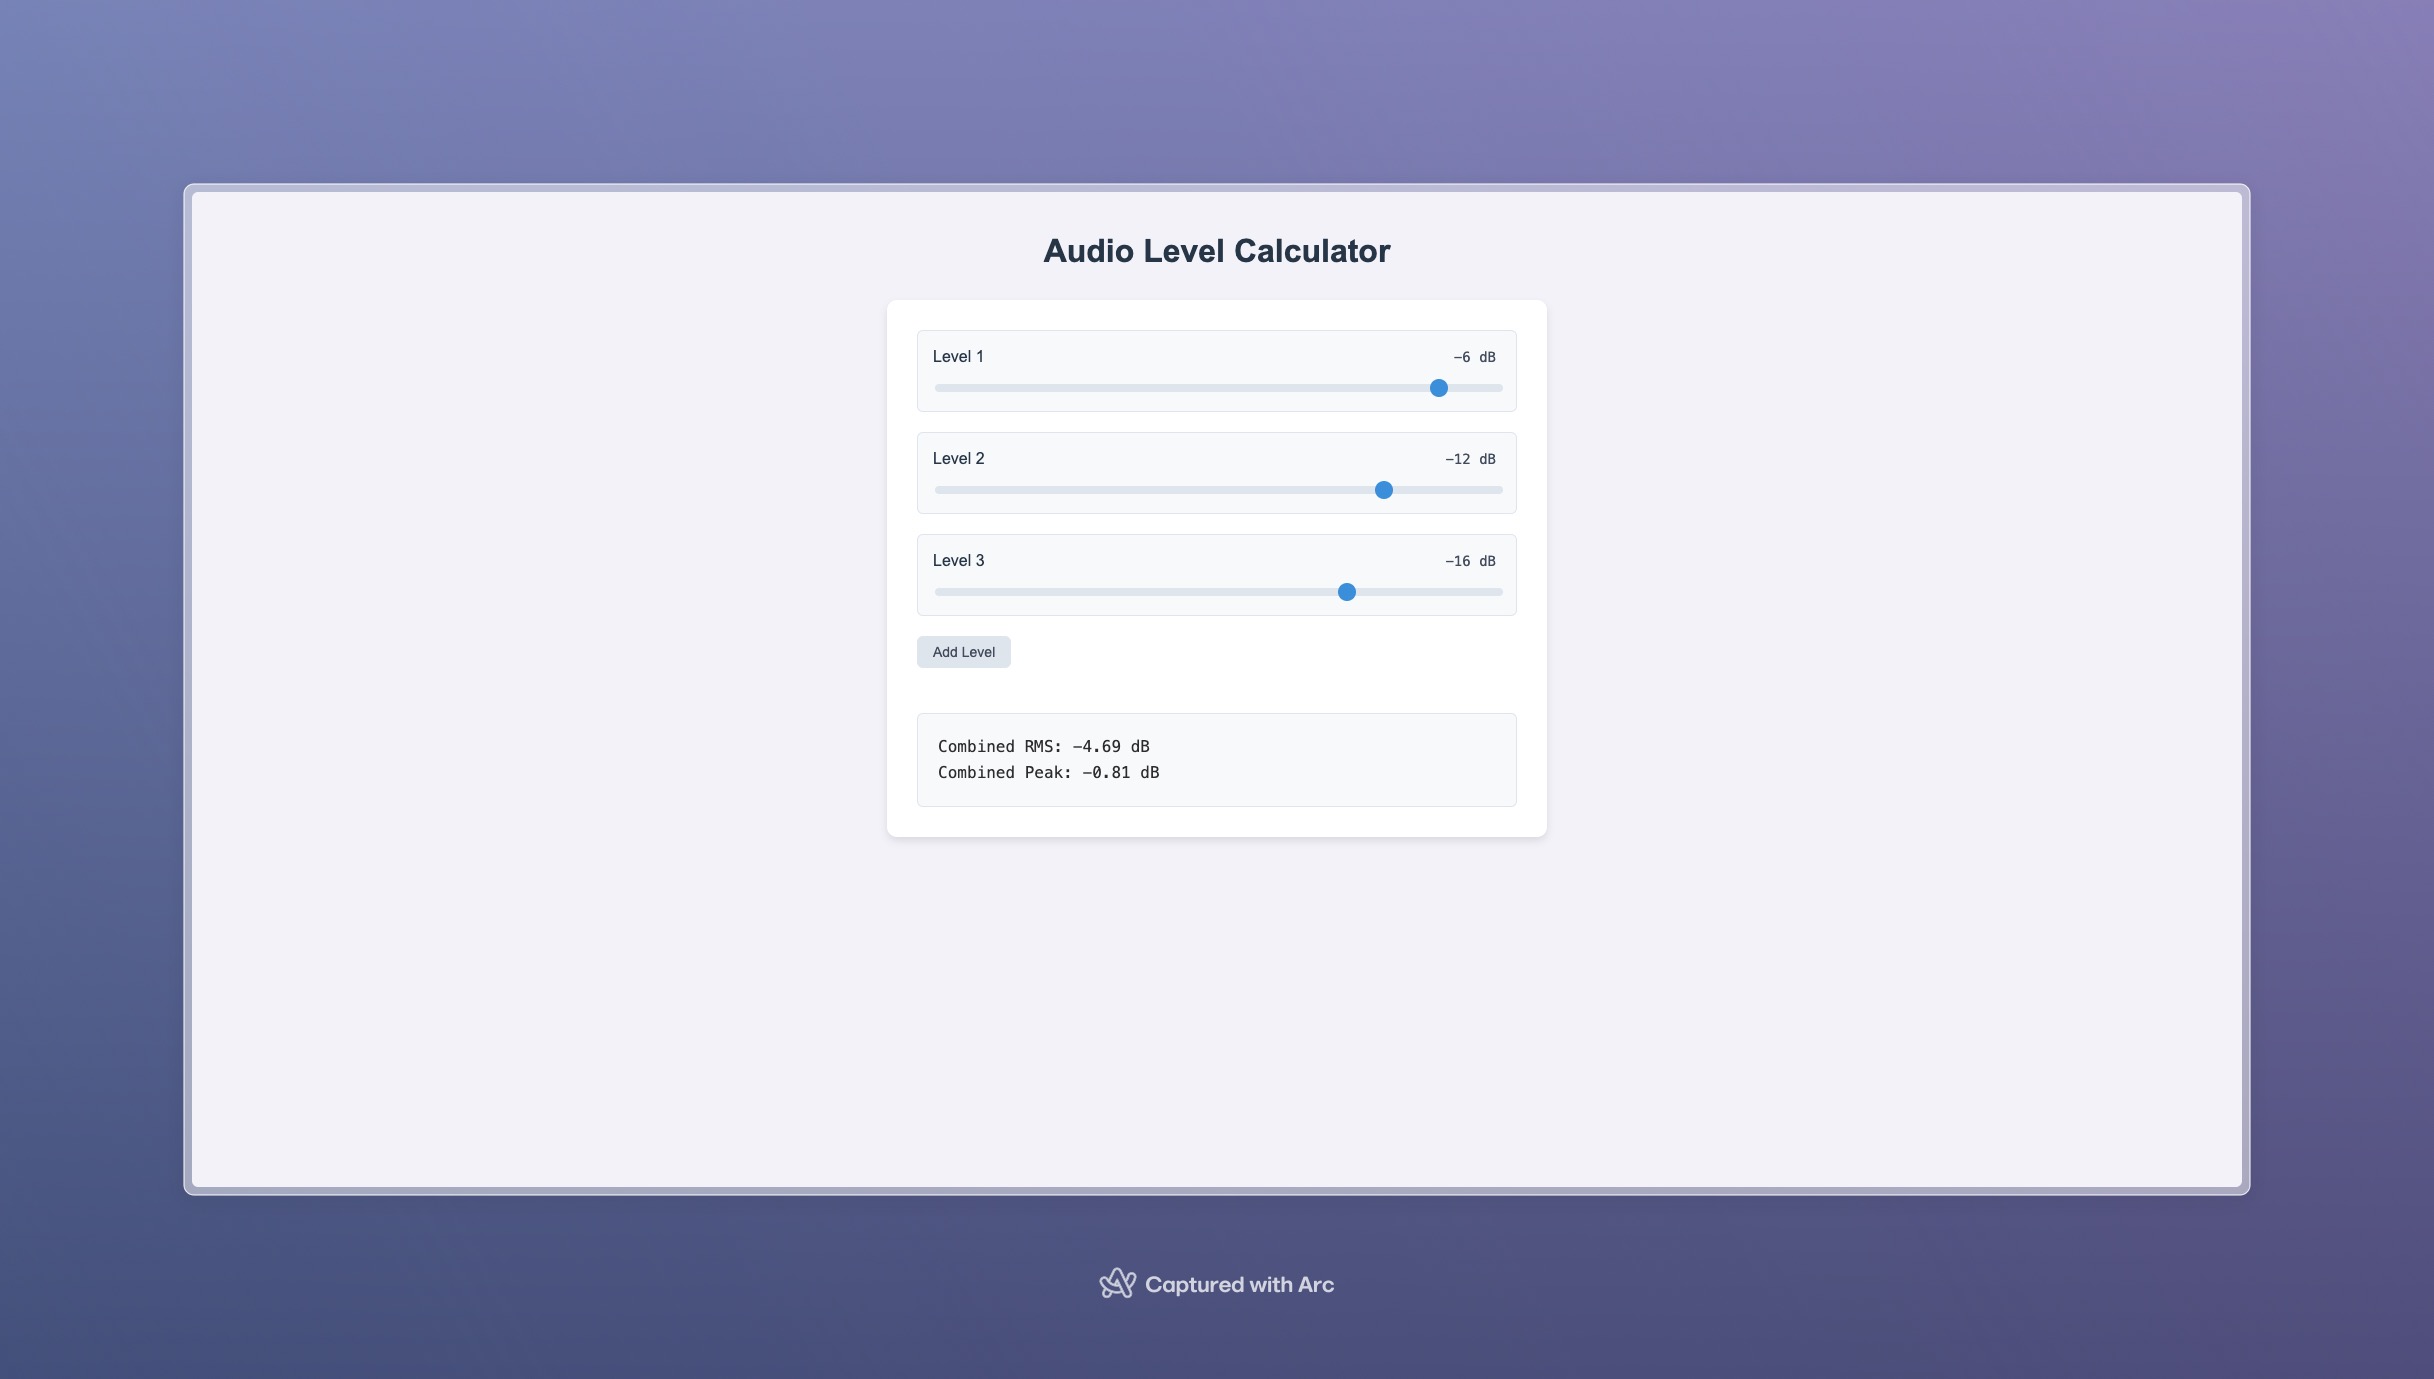 Audio Level Calculator
Level 1 -6 dB
Level 2 -12 dB
Level 3 -16 dB
Add Level
Combined RMS: -4.69 dB
Combined Peak: -0.81 dB
Captured with Arc